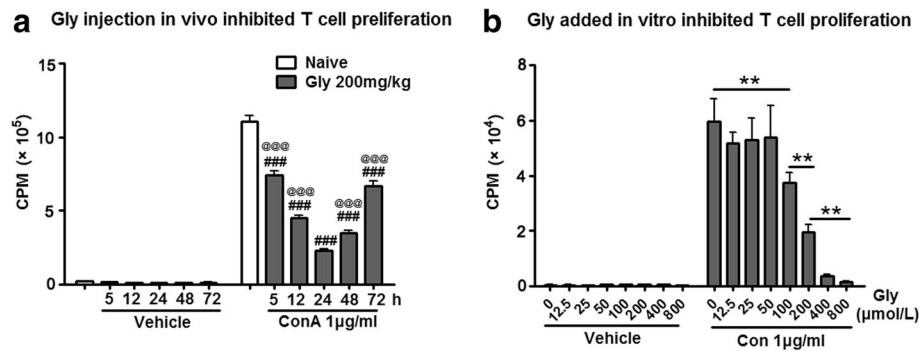 a Gly injection in vivo inhibited T cell preliferation
Naive
Gly 200mg/kg
CPM (× 10⁵)
15
10
5
0
@@@
###
@@@
###
###
@@@
###
@@@
###
5 12 24 48 72 5 12 24 48 72 h
Vehicle ConA 1µg/ml
b Gly added in vitro inhibited T cell proliferation
CPM (× 10⁴)
8
6
4
2
0
**
**
**
0 12.5 25 50 100 200 400 800 0 12.5 25 50 100 200 400 800 Gly
(µmol/L)
Vehicle Con 1µg/ml